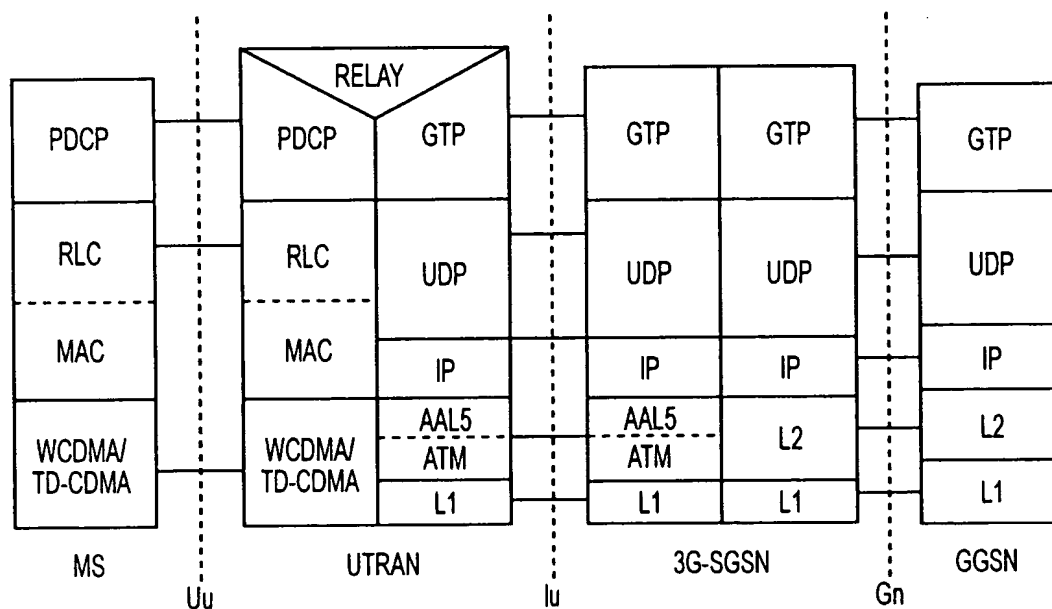 RELAY
PDCP
PDCP
GTP
GTP
GTP
GTP
RLC
RLC
UDP
UDP
UDP
UDP
MAC
MAC
IP
IP
IP
IP
WCDMA/
TD-CDMA
WCDMA/
TD-CDMA
AAL5
ATM
AAL5
ATM
L2
L2
L1
L1
L1
L1
MS
UTRAN
3G-SGSN
GGSN
Uu
Iu
Gn